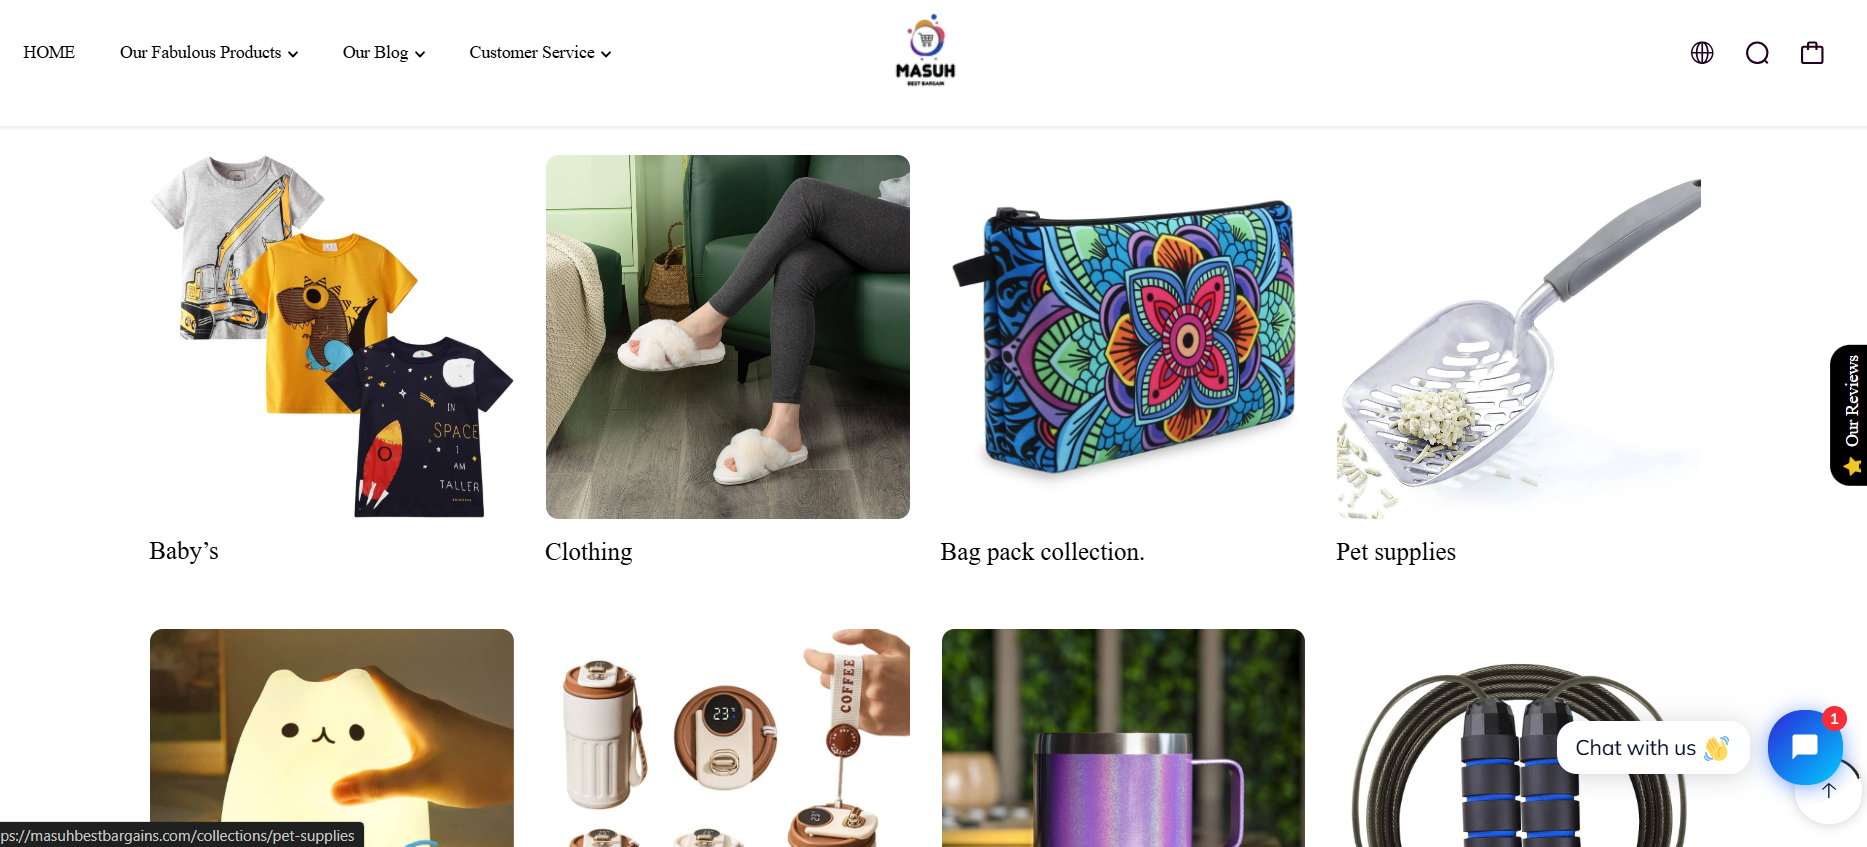 HOME
Our Fabulous Products
Our Blog
Customer Service
MASUH
BEST BARGAIN
IN
SPACE
I
AM
TALLER
Baby’s
Clothing
Bag pack collection.
Pet supplies
Our Reviews
23°
COFFEE
Chat with us 👋
1
ps://masuhbestbargains.com/collections/pet-supplies